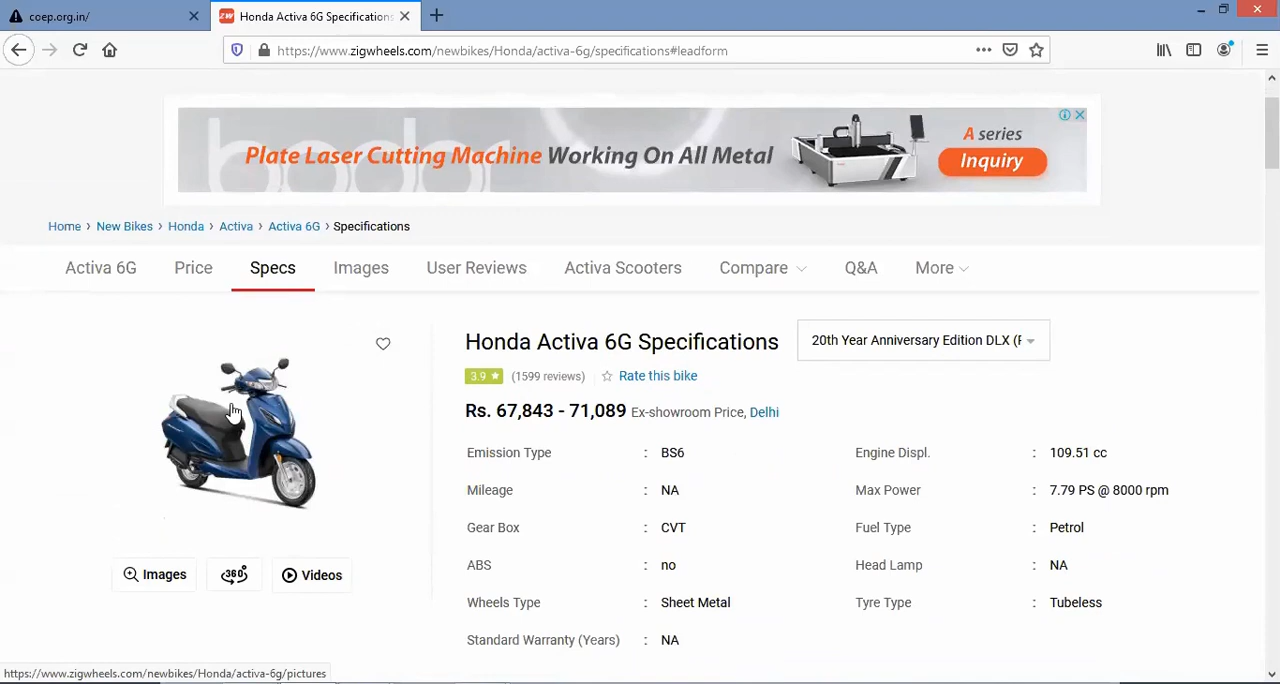 coep.org.in/
ZW Honda Activa 6G Specifications
https://www.zigwheels.com/newbikes/Honda/activa-6g/specifications#leadform
bodor
Plate Laser Cutting Machine Working On All Metal
A series
Inquiry
Home › New Bikes › Honda › Activa › Activa 6G › Specifications
Activa 6G Price Specs Images User Reviews Activa Scooters Compare Q&A More
Honda Activa 6G Specifications
20th Year Anniversary Edition DLX (F
3.9 ★ (1599 reviews) ☆ Rate this bike
Rs. 67,843 - 71,089 Ex-showroom Price, Delhi
Emission Type : BS6 Engine Displ. : 109.51 cc
Mileage : NA Max Power : 7.79 PS @ 8000 rpm
Gear Box : CVT Fuel Type : Petrol
ABS : no Head Lamp : NA
Wheels Type : Sheet Metal Tyre Type : Tubeless
Standard Warranty (Years) : NA
Images 360° Videos
https://www.zigwheels.com/newbikes/Honda/activa-6g/pictures